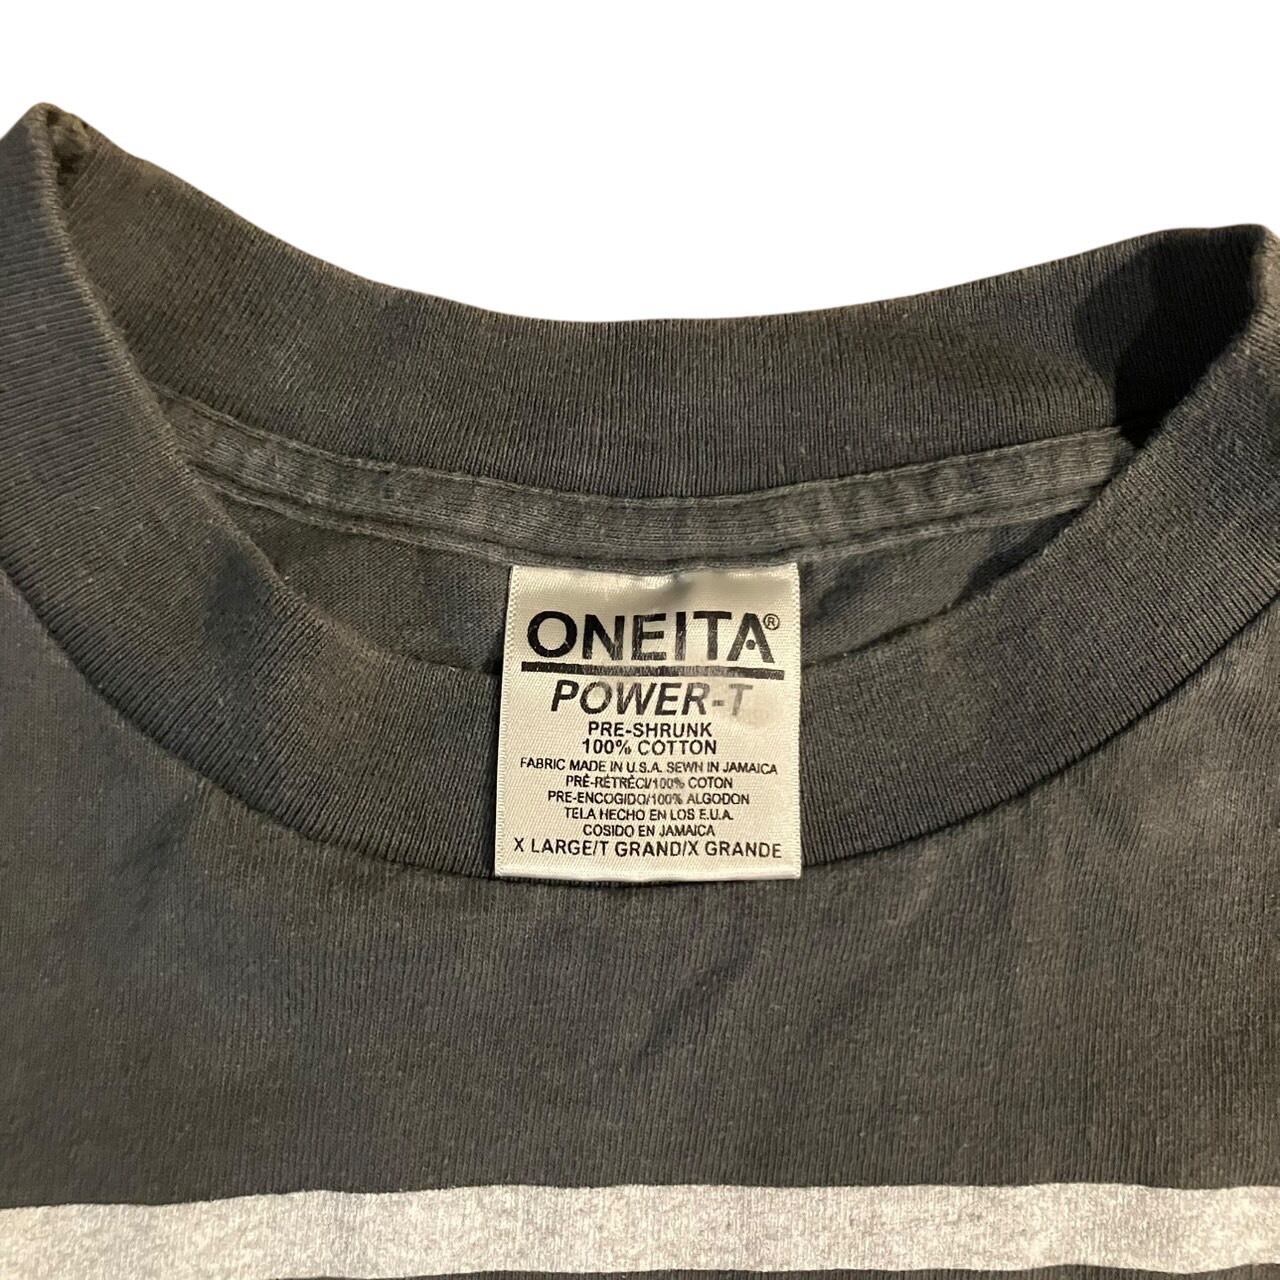 ONEITA®
POWER-T
PRE-SHRUNK
100% COTTON
FABRIC MADE IN U.S.A. SEWN IN JAMAICA
PRÉ-RÉTRÉCI/100% COTON
PRE-ENCOGIDO/100% ALGODON
TELA HECHO EN LOS E.U.A.
COSIDO EN JAMAICA
X LARGE/T GRAND/X GRANDE